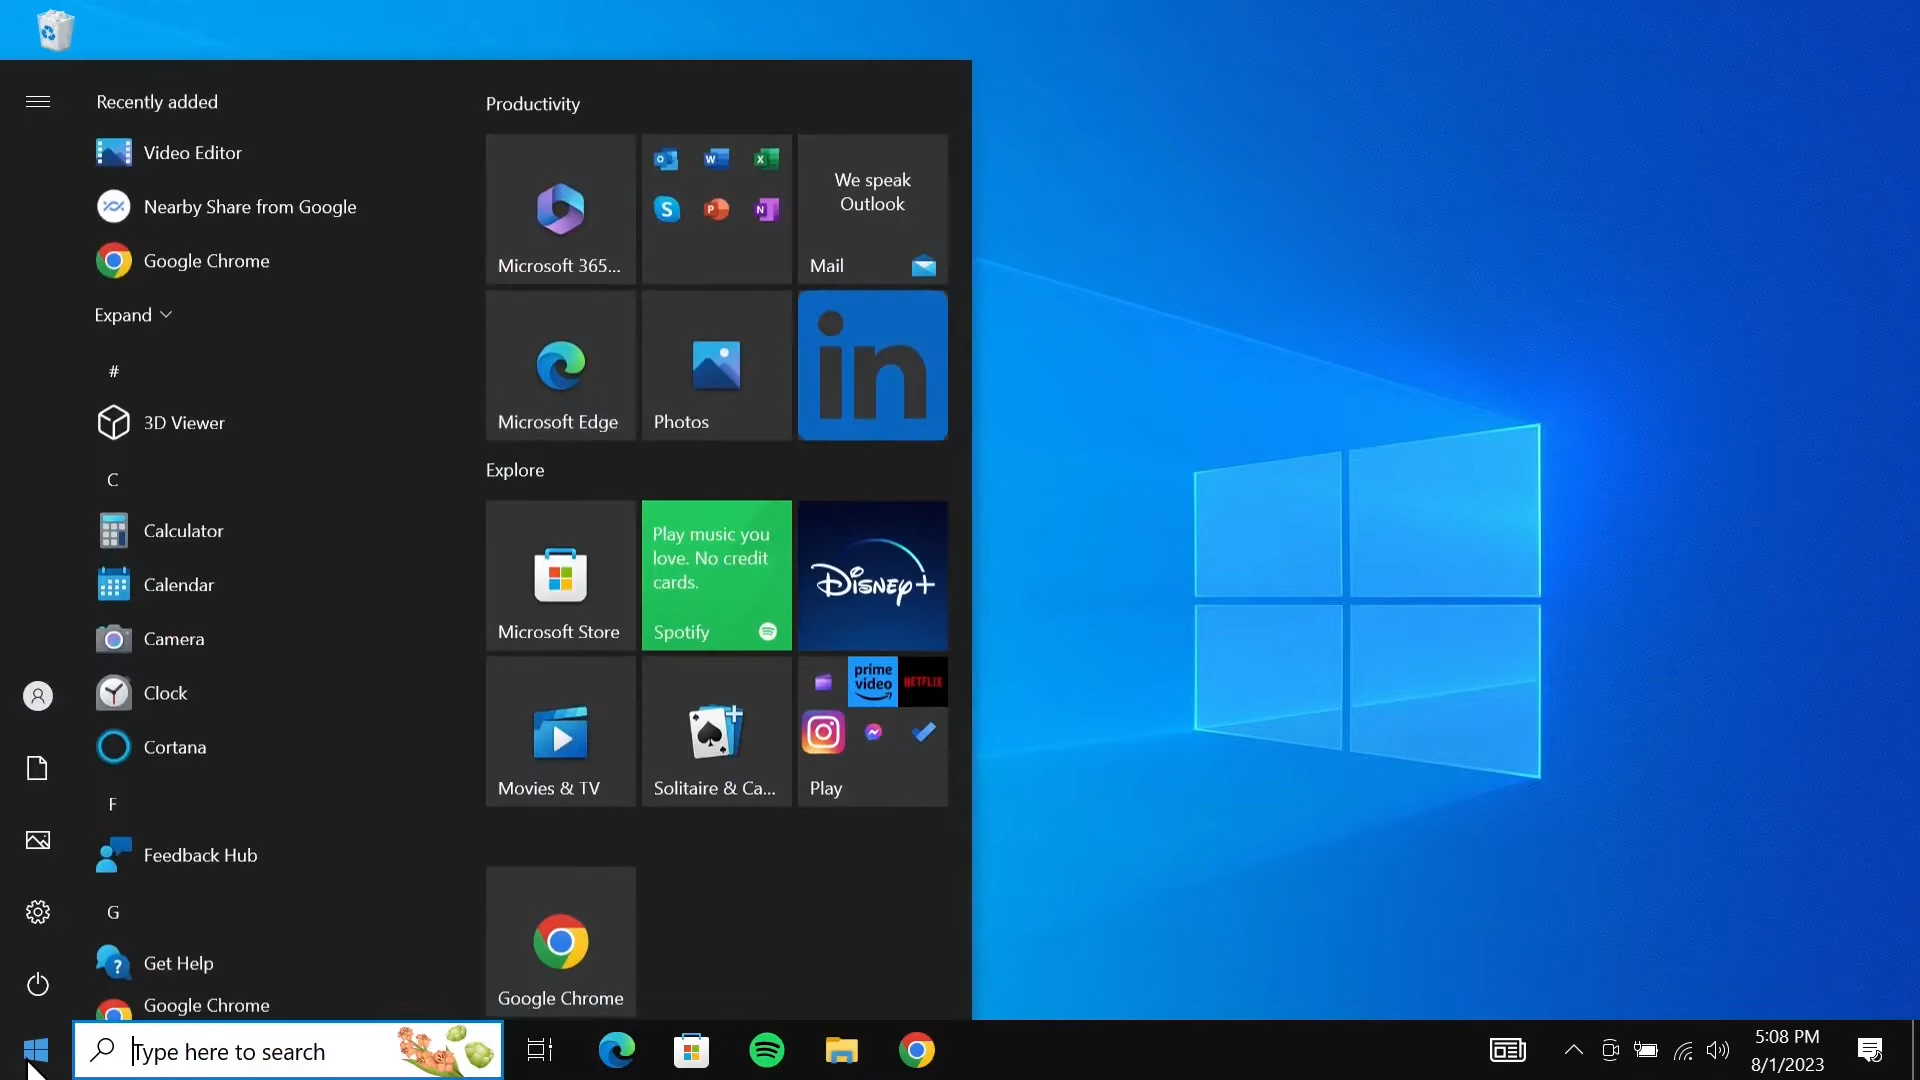 Recently added
Video Editor
Nearby Share from Google
Google Chrome
Expand
#
3D Viewer
C
Calculator
Calendar
Camera
Clock
Cortana
F
Feedback Hub
G
Get Help
Google Chrome
Productivity
Microsoft 365...
We speak
Outlook
Mail
Microsoft Edge
Photos
in
Explore
Microsoft Store
Play music you
love. No credit
cards.
Spotify
Disney+
Movies & TV
Solitaire & Ca...
prime
video
NETFLIX
Play
Google Chrome
Type here to search
5:08 PM
8/1/2023